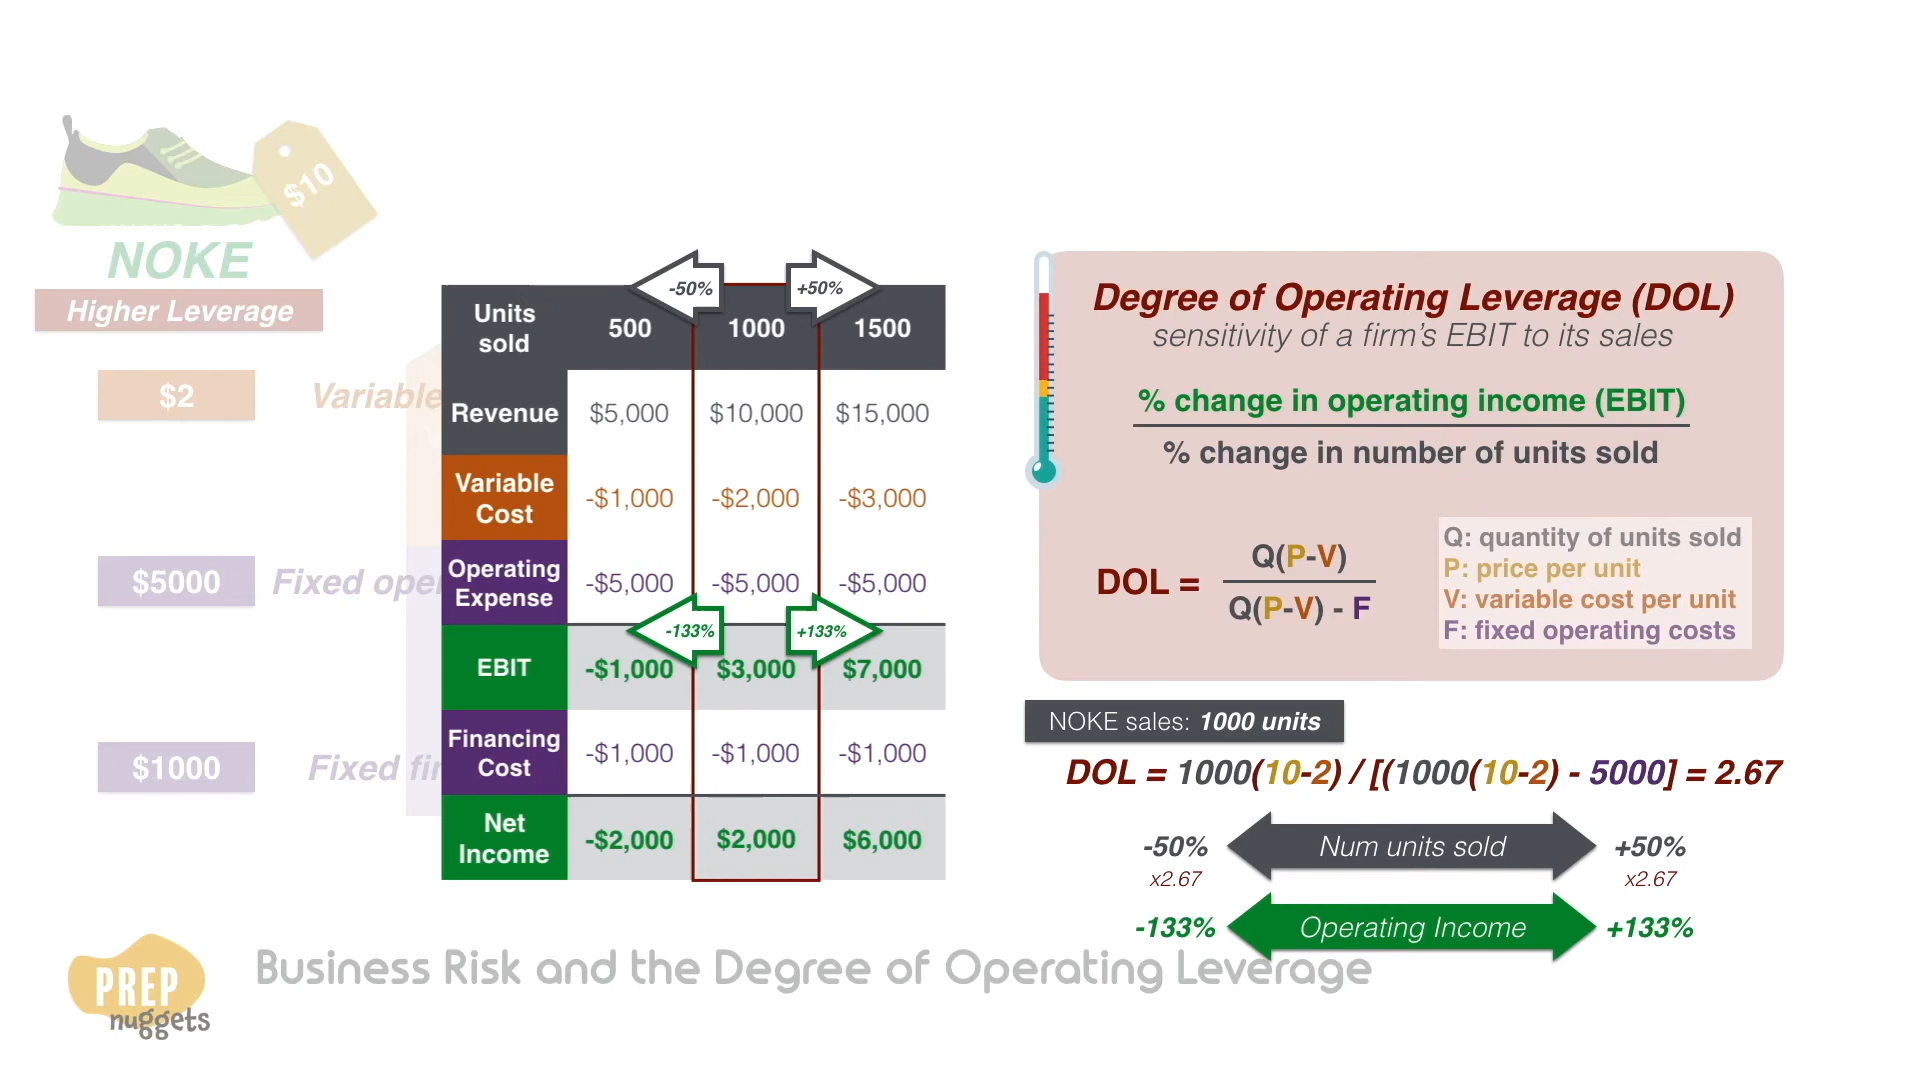 $10
NOKE
Higher Leverage
$2
Variable
$5000
Fixed oper
$1000
Fixed fin
-50%
+50%
Units sold 500 1000 1500
Revenue $5,000 $10,000 $15,000
Variable Cost -$1,000 -$2,000 -$3,000
Operating Expense -$5,000 -$5,000 -$5,000
-133%
+133%
EBIT -$1,000 $3,000 $7,000
Financing Cost -$1,000 -$1,000 -$1,000
Net Income -$2,000 $2,000 $6,000
Degree of Operating Leverage (DOL)
sensitivity of a firm's EBIT to its sales
% change in operating income (EBIT)
% change in number of units sold
DOL =
Q(P-V)
Q(P-V) - F
Q: quantity of units sold
P: price per unit
V: variable cost per unit
F: fixed operating costs
NOKE sales: 1000 units
DOL = 1000(10-2) / [(1000(10-2) - 5000] = 2.67
-50% Num units sold +50%
x2.67 x2.67
-133% Operating Income +133%
PREP
nuggets
Business Risk and the Degree of Operating Leverage